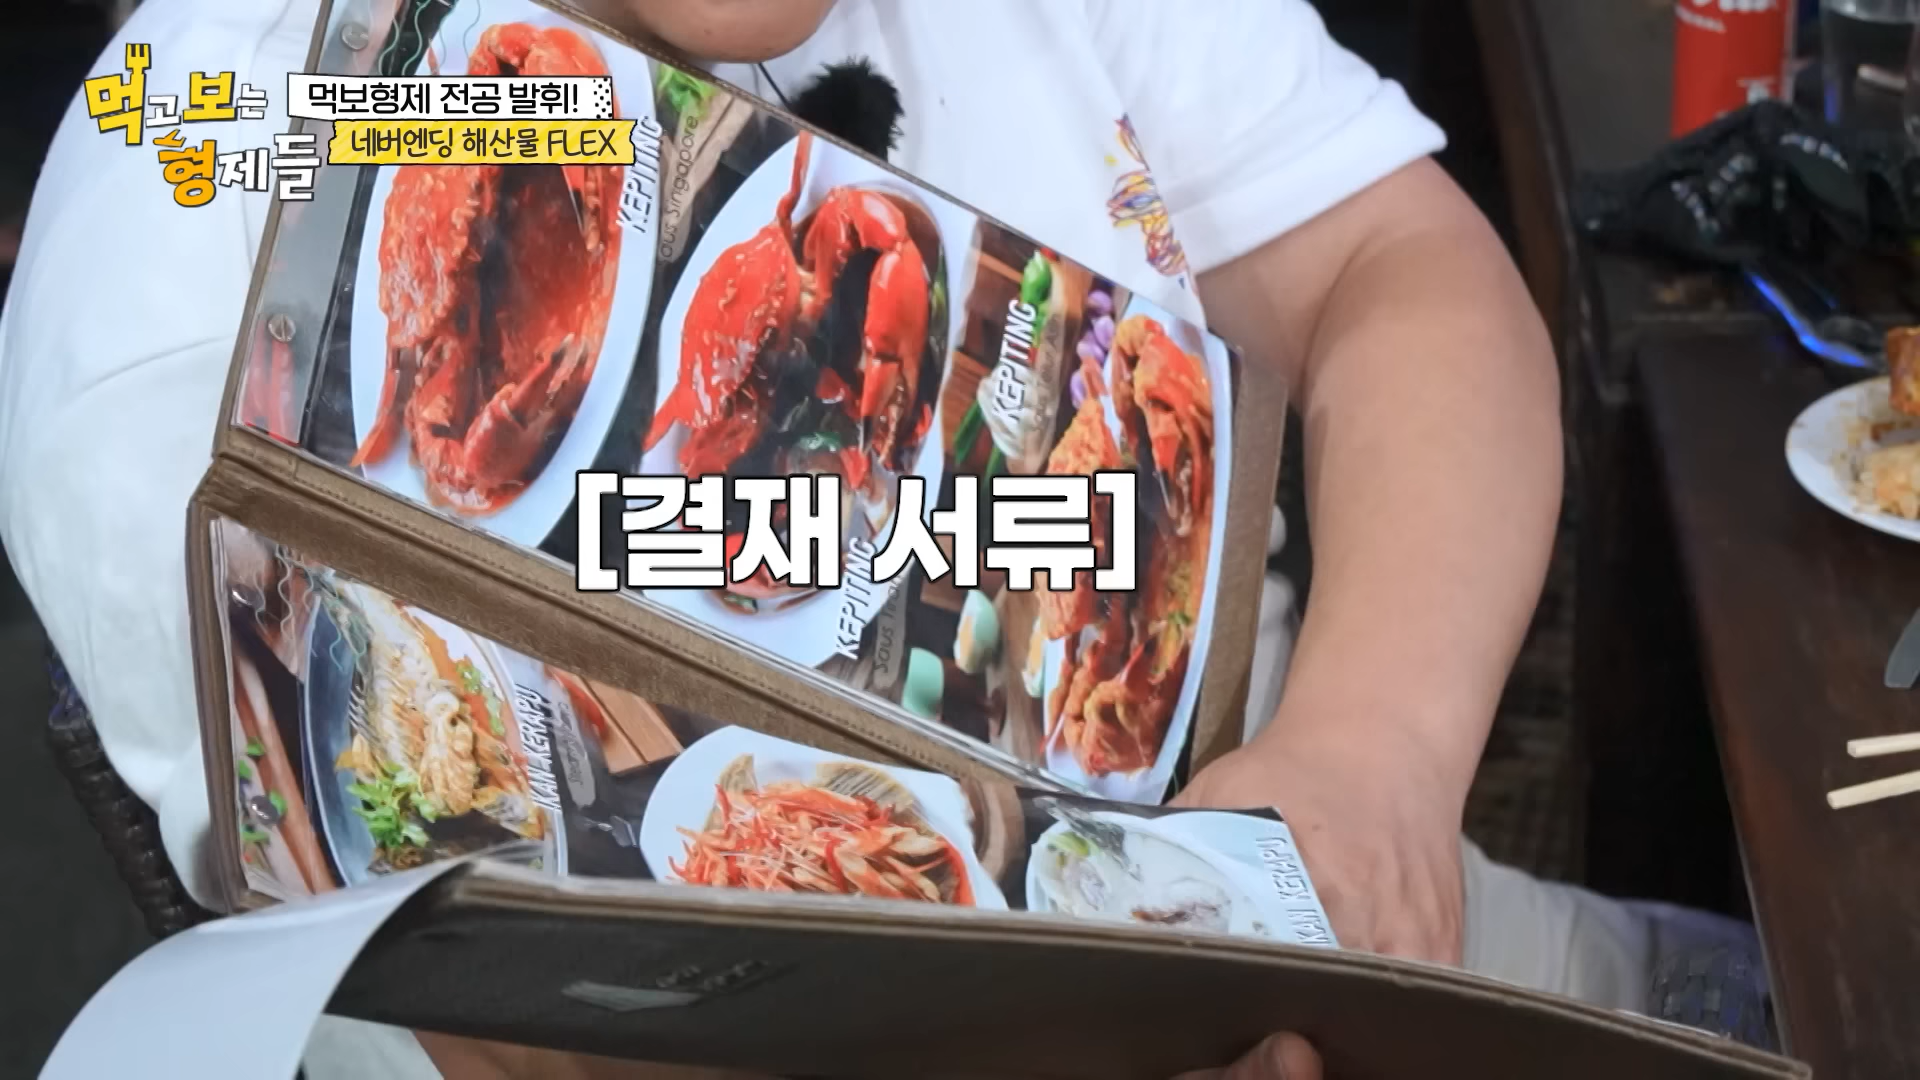 먹고보는
형제들
먹보형제 전공 발휘!
네버엔딩 해산물 FLEX
KEPITING
Saus Singapore
KEPITING
[결재 서류]
KEPITING
IKAN KERAPU
IKAN KERAPU